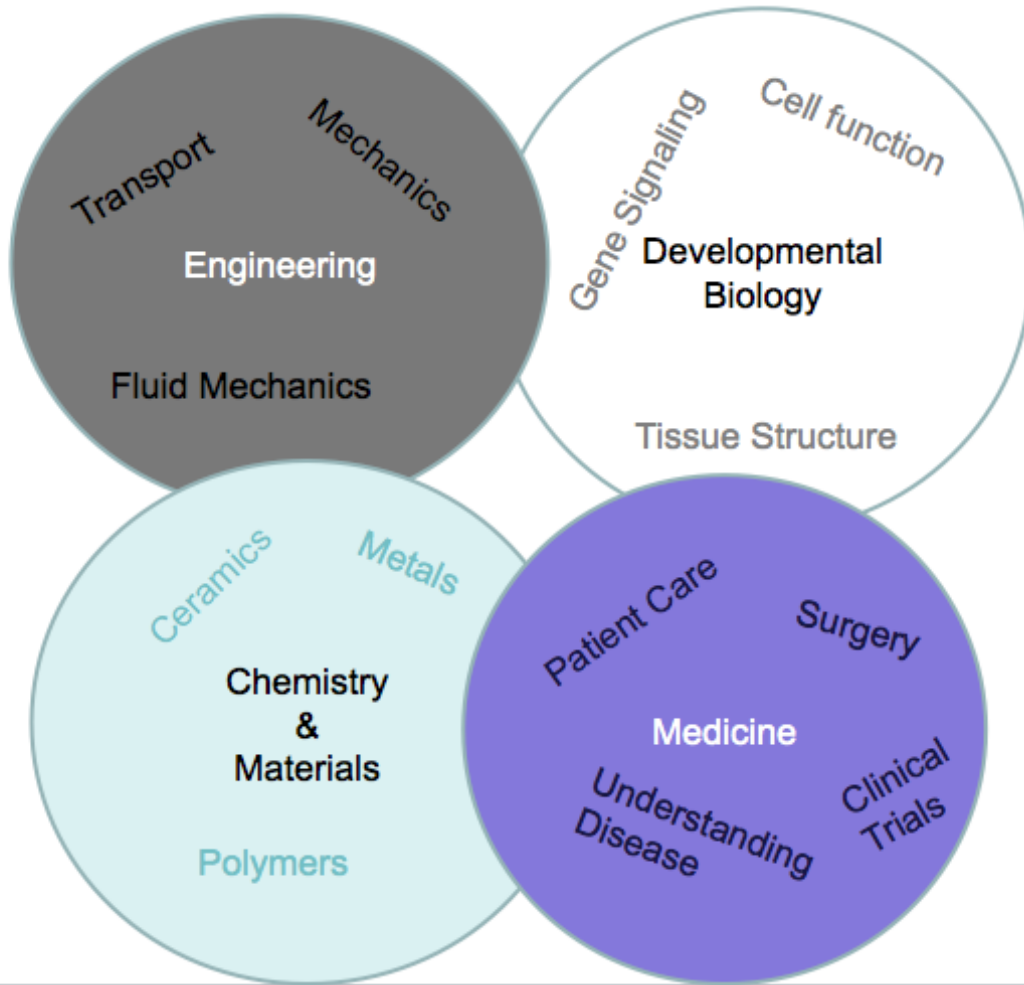 Transport
Mechanics
Engineering
Fluid Mechanics
Gene Signaling
Cell function
Developmental
Biology
Tissue Structure
Ceramics
Metals
Chemistry
&
Materials
Polymers
Patient Care
Surgery
Medicine
Understanding
Disease
Clinical
Trials